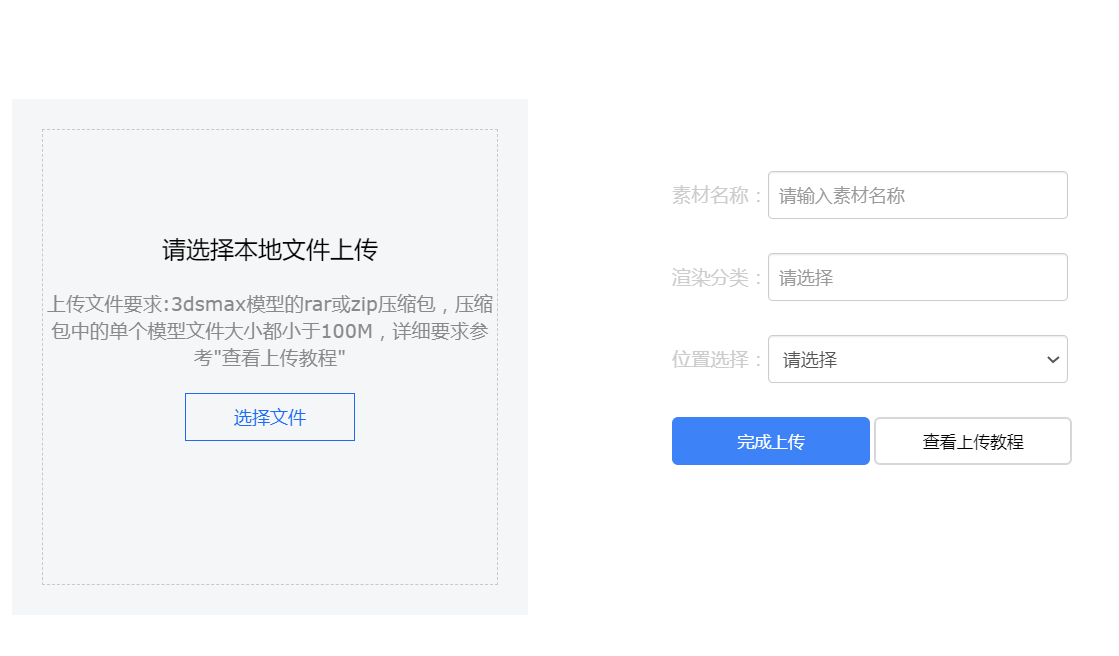 请选择本地文件上传
上传文件要求:3dsmax模型的rar或zip压缩包，压缩
包中的单个模型文件大小都小于100M，详细要求参
考"查看上传教程"
选择文件
素材名称： 请输入素材名称
渲染分类： 请选择
位置选择： 请选择
完成上传 查看上传教程